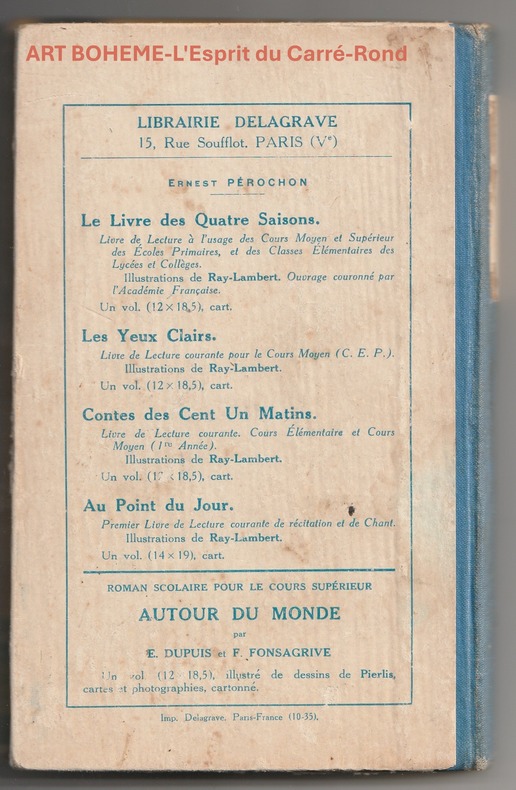 ART BOHEME-L'Esprit du Carré-Rond
LIBRAIRIE DELAGRAVE
15, Rue Soufflot, PARIS (Ve)
ERNEST PÉROCHON
Le Livre des Quatre Saisons.
Livre de Lecture à l'usage des Cours Moyen et Supérieur
des Écoles Primaires, et des Classes Élémentaires des
Lycées et Collèges.
Illustrations de Ray-Lambert. Ouvrage couronné par
l'Académie Française.
Un vol. (12 × 18,5), cart.
Les Yeux Clairs.
Livre de Lecture courante pour le Cours Moyen (C. E. P.).
Illustrations de Ray-Lambert.
Un vol. (12 × 18,5), cart.
Contes des Cent Un Matins.
Livre de Lecture courante. Cours Élémentaire et Cours
Moyen (1re Année).
Illustrations de Ray-Lambert.
Un vol. 18,5), cart.
Au Point du Jour.
Premier Livre de Lecture courante de récitation et de Chant.
Illustrations de Ray-Lambert.
Un vol. (14 × 19), cart.
ROMAN SCOLAIRE POUR LE COURS SUPÉRIEUR
AUTOUR DU MONDE
par
E. DUPUIS et F. FONSAGRIVE
Un vol (12 18,5), illustré de dessins de Pierlis,
cartes et photographies, cartonné.
Imp. Delagrave. Paris-France (10-35).